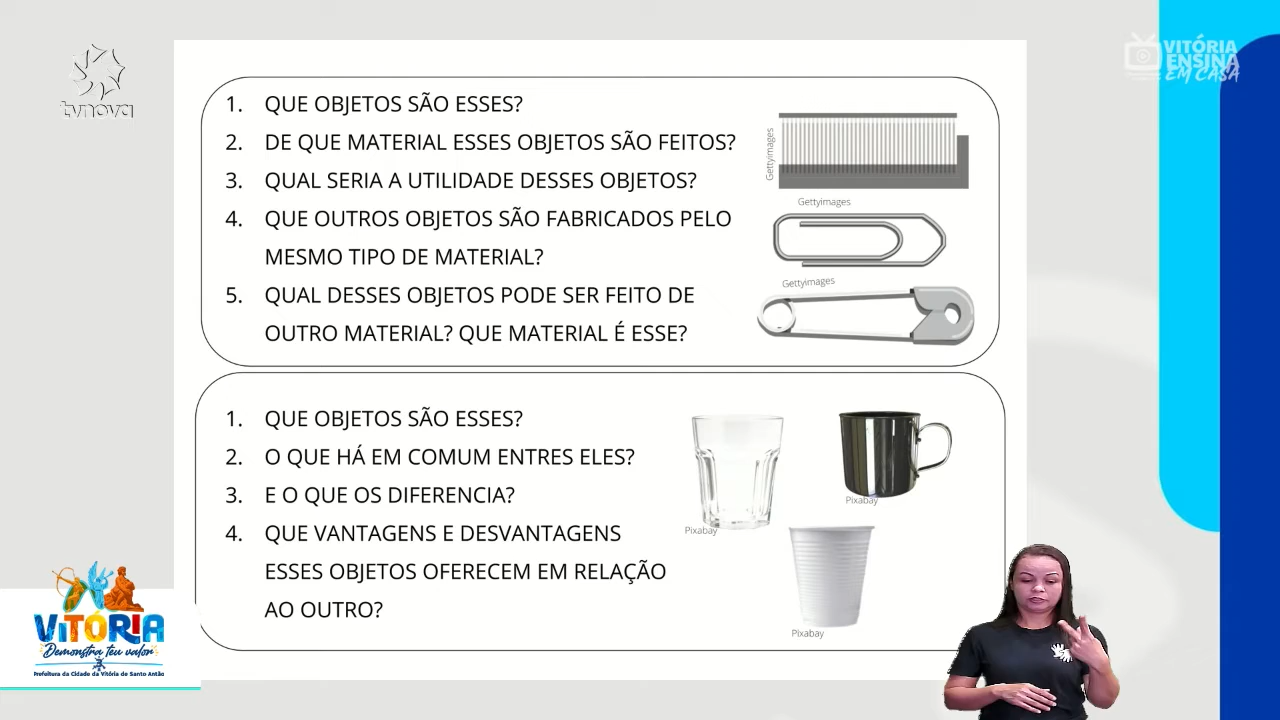 tvnova
VITÓRIA
ENSINA
EM CASA
1. QUE OBJETOS SÃO ESSES?
2. DE QUE MATERIAL ESSES OBJETOS SÃO FEITOS?
3. QUAL SERIA A UTILIDADE DESSES OBJETOS?
4. QUE OUTROS OBJETOS SÃO FABRICADOS PELO
MESMO TIPO DE MATERIAL?
5. QUAL DESSES OBJETOS PODE SER FEITO DE
OUTRO MATERIAL? QUE MATERIAL É ESSE?
Gettyimages
Gettyimages
Gettyimages
1. QUE OBJETOS SÃO ESSES?
2. O QUE HÁ EM COMUM ENTRES ELES?
3. E O QUE OS DIFERENCIA?
4. QUE VANTAGENS E DESVANTAGENS
ESSES OBJETOS OFERECEM EM RELAÇÃO
AO OUTRO?
Pixabay
Pixabay
Pixabay
VITÓRIA
Demonstra teu valor
Prefeitura da Cidade da Vitória de Santo Antão